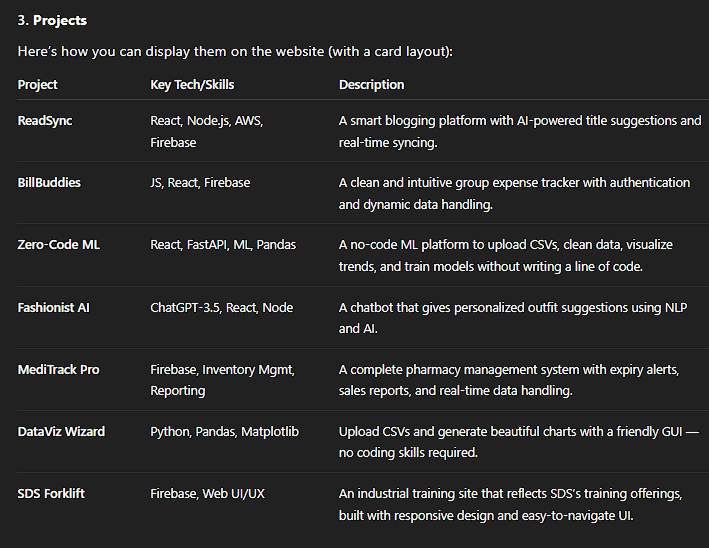 3. Projects
Here's how you can display them on the website (with a card layout):
Project Key Tech/Skills Description
ReadSync React, Node.js, AWS, A smart blogging platform with AI-powered title suggestions and
Firebase real-time syncing.
BillBuddies JS, React, Firebase A clean and intuitive group expense tracker with authentication
and dynamic data handling.
Zero-Code ML React, FastAPI, ML, Pandas A no-code ML platform to upload CSVs, clean data, visualize
trends, and train models without writing a line of code.
Fashionist AI ChatGPT-3.5, React, Node A chatbot that gives personalized outfit suggestions using NLP
and AI.
MediTrack Pro Firebase, Inventory Mgmt, A complete pharmacy management system with expiry alerts,
Reporting sales reports, and real-time data handling.
DataViz Wizard Python, Pandas, Matplotlib Upload CSVs and generate beautiful charts with a friendly GUI —
no coding skills required.
SDS Forklift Firebase, Web UI/UX An industrial training site that reflects SDS's training offerings,
built with responsive design and easy-to-navigate UI.